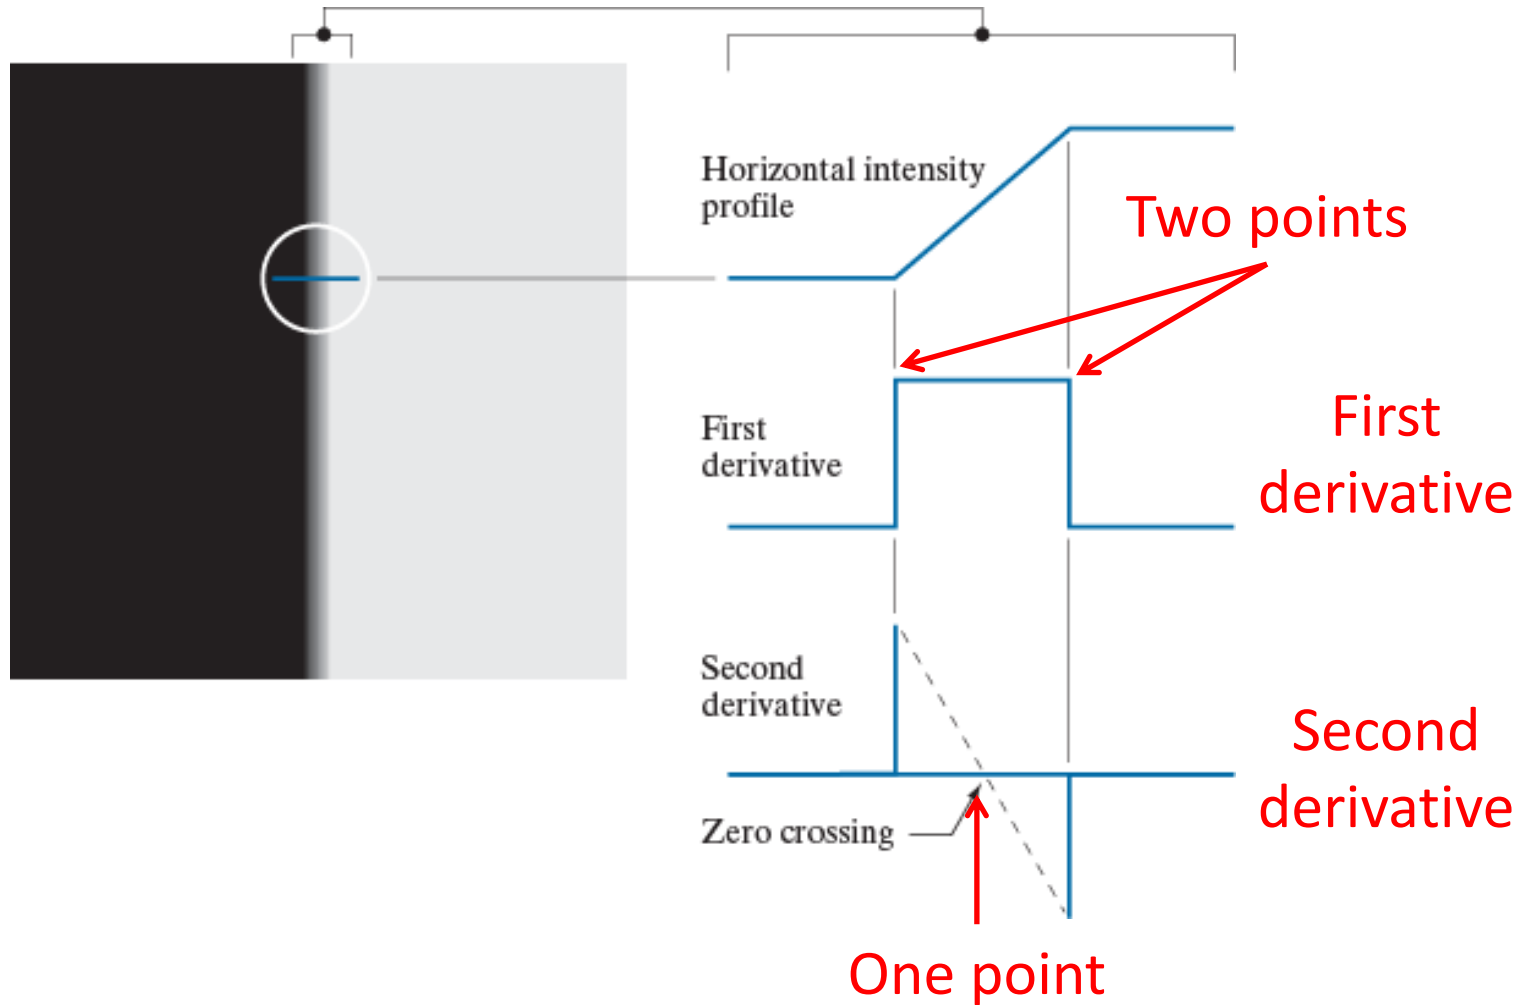 Horizontal intensity
profile
Two points
First
derivative
First
derivative
Second
derivative
Second
derivative
Zero crossing
One point